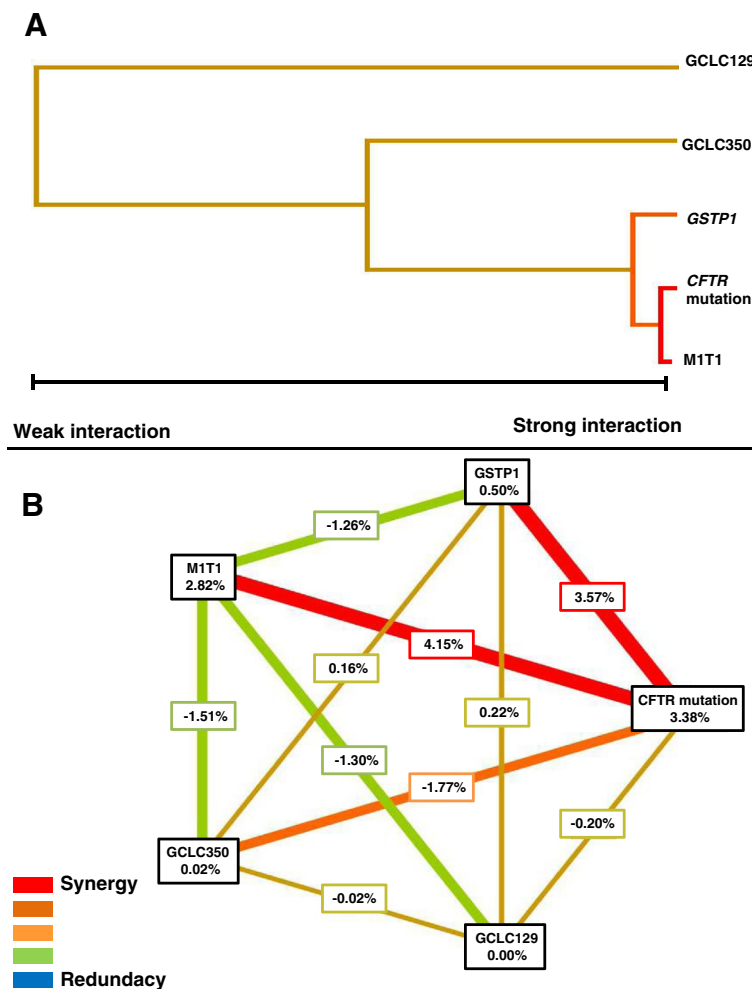 A
GCLC129
GCLC350
GSTP1
CFTR
mutation
M1T1
Weak interaction
Strong interaction
B
GSTP1
0.50%
-1.26%
M1T1
2.82%
3.57%
4.15%
0.16%
CFTR mutation
3.38%
-1.51%
0.22%
-1.30%
-1.77%
-0.20%
GCLC350
0.02%
Synergy
-0.02%
GCLC129
0.00%
Redundacy